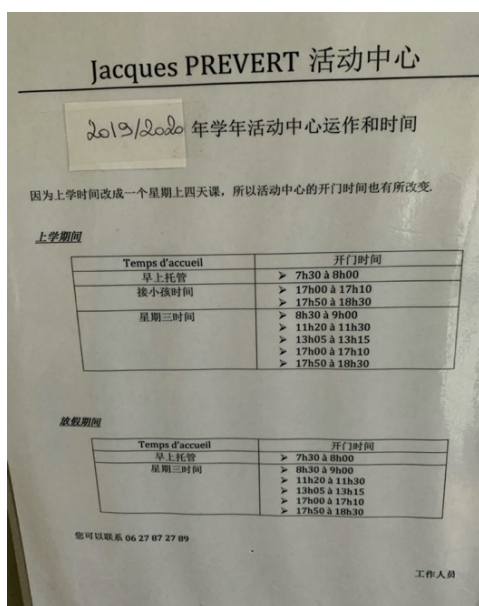 Jacques PREVERT 活动中心
2019/2020 年学年活动中心运作和时间
因为上学时间改成一个星期上四天课，所以活动中心的开门时间也有所改变.
上学期间
Temps d'accueil 开门时间
早上托管 ➤ 7h30 à 8h00
接小孩时间 ➤ 17h00 à 17h10
➤ 17h50 à 18h30
星期三时间 ➤ 8h30 à 9h00
➤ 11h20 à 11h30
➤ 13h05 à 13h15
➤ 17h00 à 17h10
➤ 17h50 à 18h30
放假期间
Temps d'accueil 开门时间
早上托管 ➤ 7h30 à 8h00
星期三时间 ➤ 8h30 à 9h00
➤ 11h20 à 11h30
➤ 13h05 à 13h15
➤ 17h00 à 17h10
➤ 17h50 à 18h30
您可以联系 06 27 87 27 89
工作人员